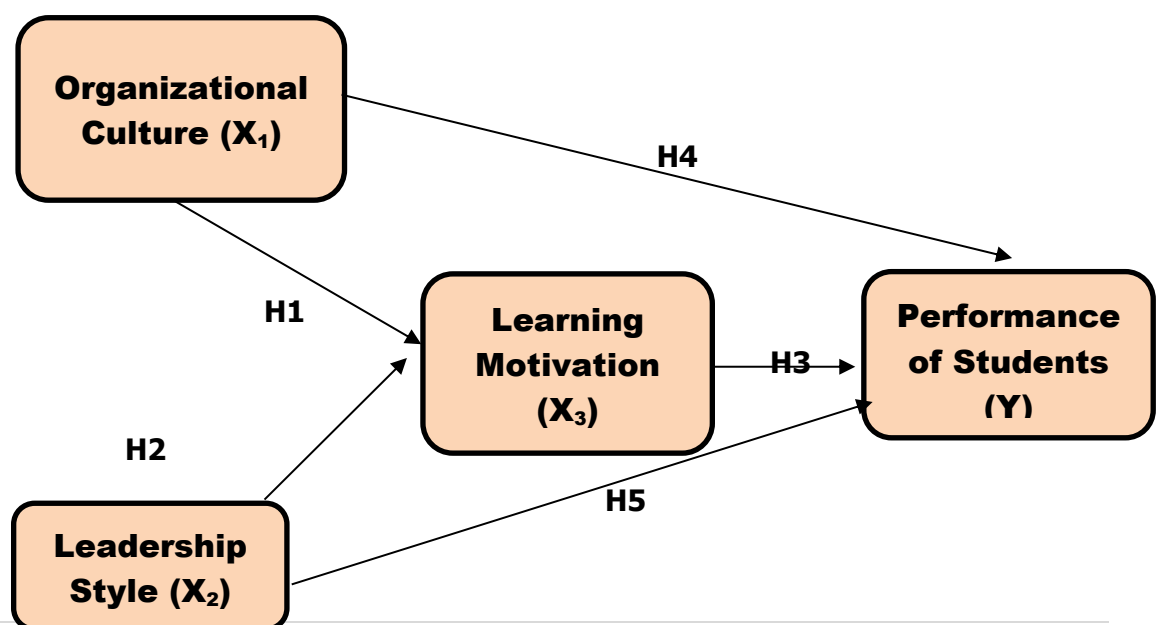 Organizational
Culture (X₁)
H4
H1
Learning
Motivation
(X₃)
H3
Performance
of Students
(Y)
H2
H5
Leadership
Style (X₂)